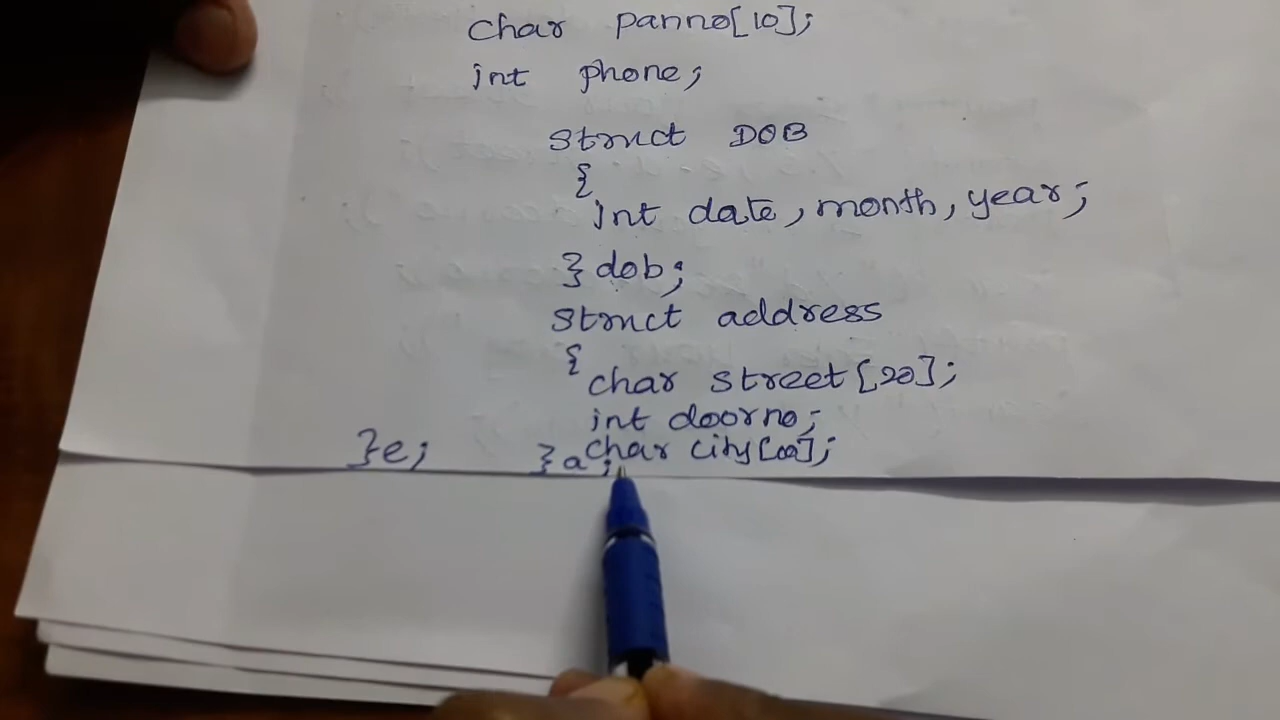 char panno[10];
int phone;
struct DOB
{
int date, month, year;
} dob;
struct address
{
char street[20];
int doorno;
char city[20];
} a;
} e;